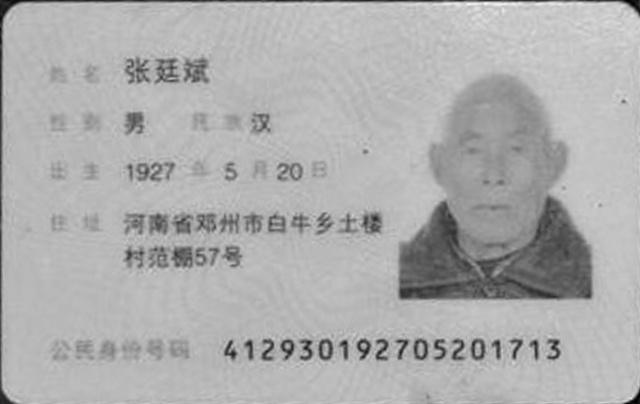 姓名 张廷斌
性别 男 民族 汉
出生 1927 年 5 月 20 日
住址 河南省邓州市白牛乡土楼
村范棚57号
公民身份号码 412930192705201713